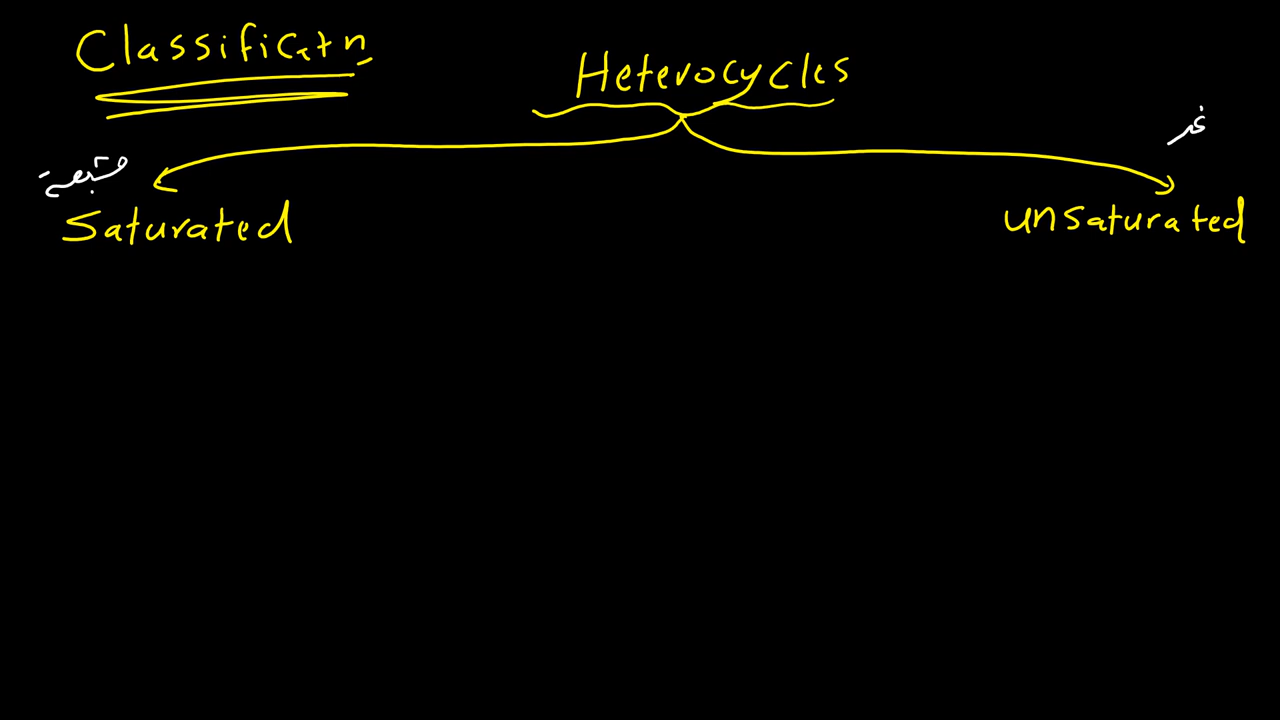 Classificatn
Heterocycles
غير
مشبعة
Saturated
unsaturated